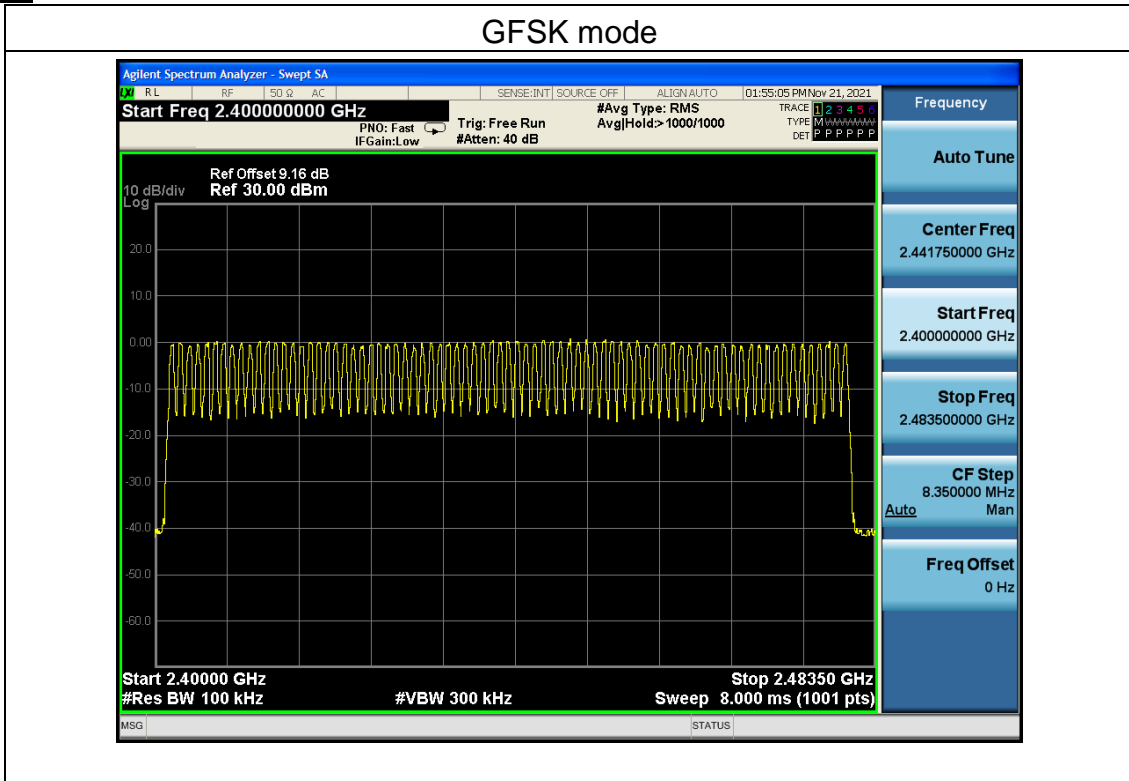 GFSK mode
Agilent Spectrum Analyzer - Swept SA
LXI RL RF 50 Ω AC SENSE:INT SOURCE OFF ALIGN AUTO 01:55:05 PM Nov 21, 2021
Start Freq 2.400000000 GHz
PNO: Fast
IFGain:Low
Trig: Free Run
#Atten: 40 dB
#Avg Type: RMS
Avg|Hold:>1000/1000
TRACE 1 2 3 4 5 6
TYPE M
DET P P P P P P
Ref Offset 9.16 dB
10 dB/div Ref 30.00 dBm
Log
20.0
10.0
0.00
-10.0
-20.0
-30.0
-40.0
-50.0
-60.0
Start 2.40000 GHz Stop 2.48350 GHz
#Res BW 100 kHz #VBW 300 kHz Sweep 8.000 ms (1001 pts)
MSG STATUS
Frequency
Auto Tune
Center Freq
2.441750000 GHz
Start Freq
2.400000000 GHz
Stop Freq
2.483500000 GHz
CF Step
8.350000 MHz
Auto Man
Freq Offset
0 Hz